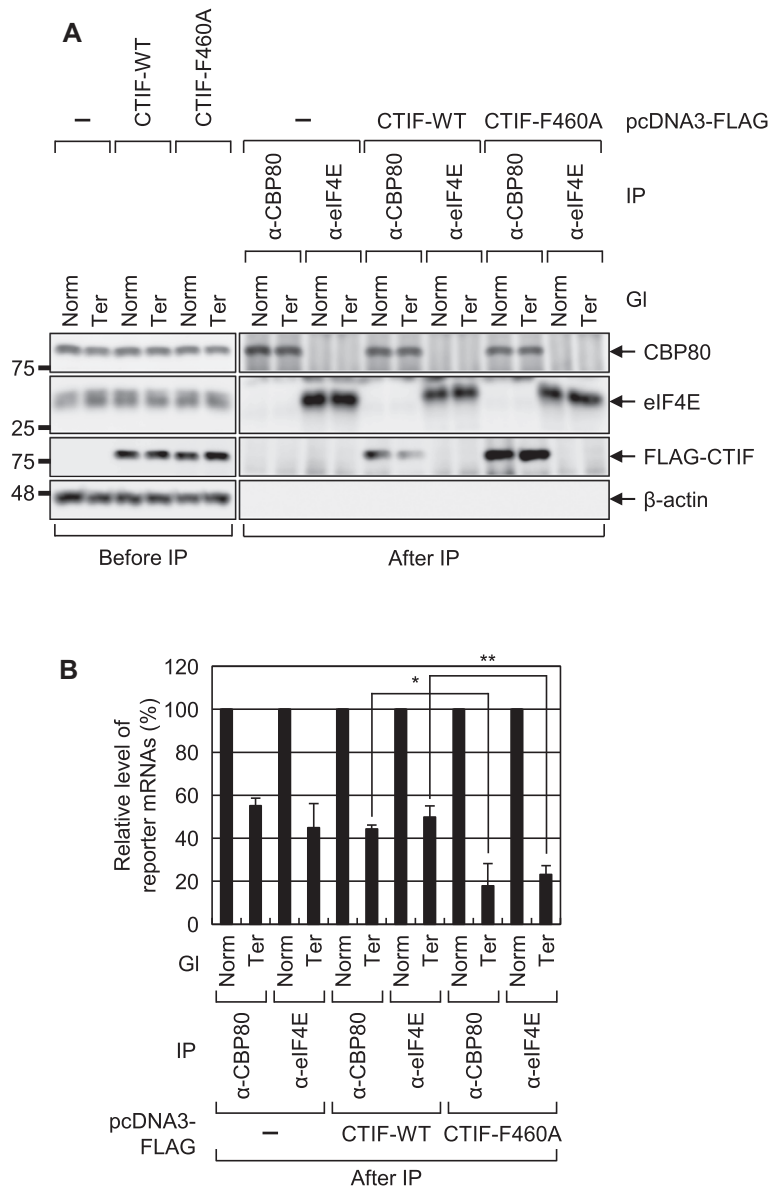 A
− CTIF-WT CTIF-F460A
− CTIF-WT CTIF-F460A pcDNA3-FLAG
α-CBP80 α-eIF4E α-CBP80 α-eIF4E α-CBP80 α-eIF4E IP
Norm Ter Norm Ter Norm Ter Norm Ter Norm Ter Norm Ter Norm Ter Norm Ter Norm Ter Gl
CBP80
75
eIF4E
25
75
FLAG-CTIF
48
β-actin
Before IP After IP
B
Relative level of
reporter mRNAs (%)
120
100
80
60
40
20
0
* **
Gl Norm Ter Norm Ter Norm Ter Norm Ter Norm Ter Norm Ter
IP α-CBP80 α-eIF4E α-CBP80 α-eIF4E α-CBP80 α-eIF4E
pcDNA3-
FLAG − CTIF-WT CTIF-F460A
After IP